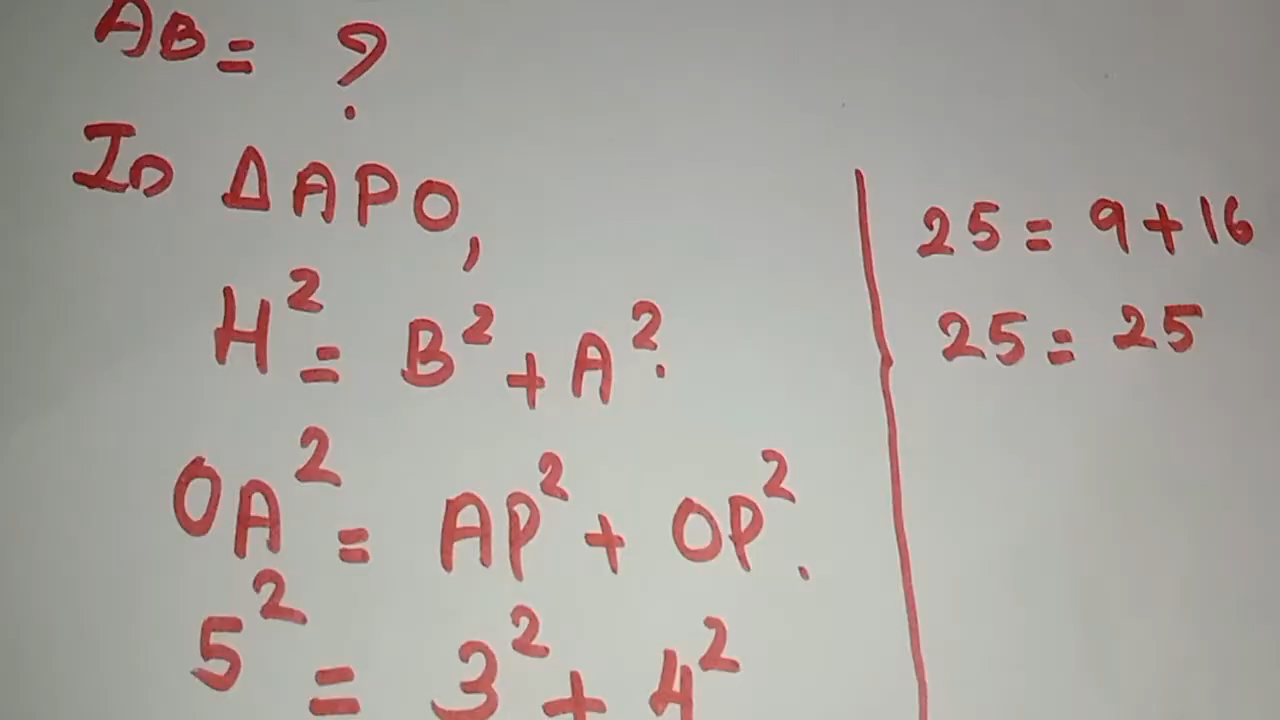 AB = ?
In ΔAPO,
H² = B² + A².
OA² = AP² + OP².
5² = 3² + 4²
25 = 9 + 16
25 = 25